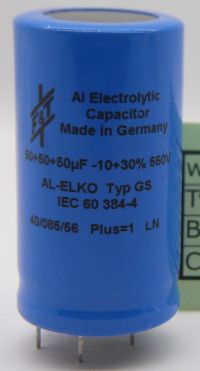 F&T
Al Electrolytic
Capacitor
Made in Germany
50+50+50µF -10+30% 550V
AL-ELKO Typ GS
IEC 60 384-4
40/085/56 Plus=1 LN
W
T
B
C